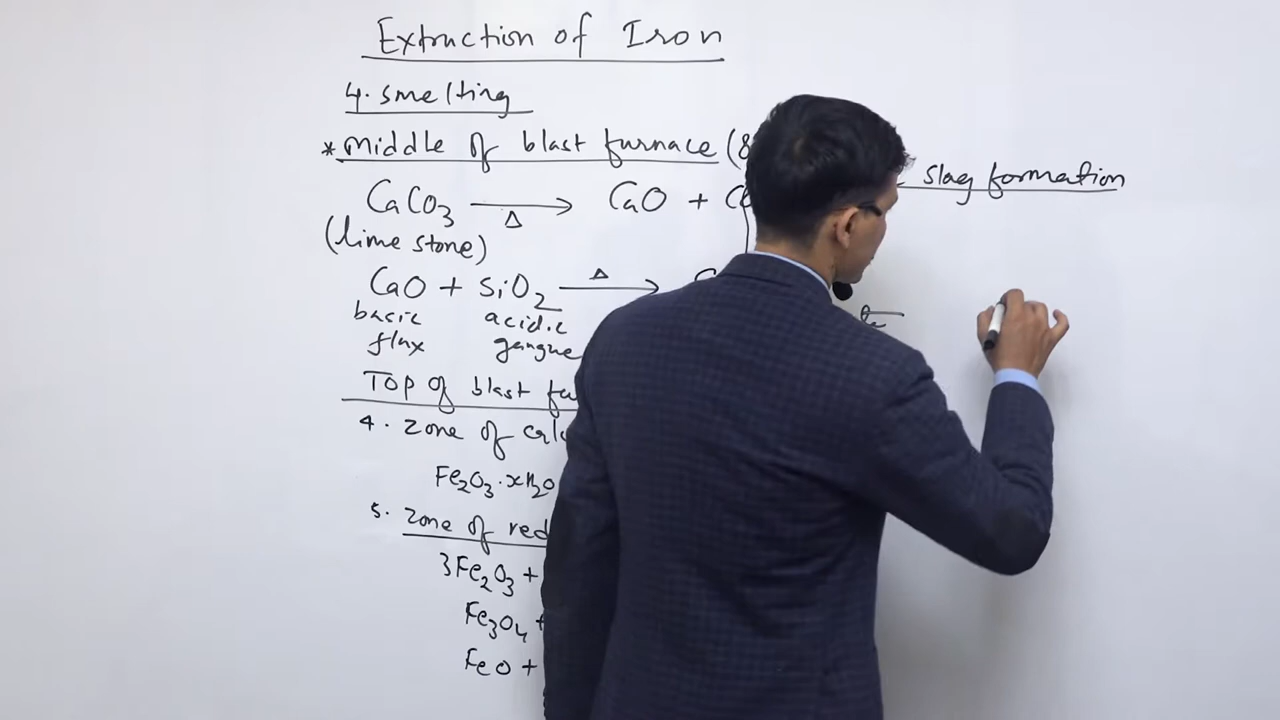 Extraction of Iron
4. smelting
* middle of blast furnace (8
slag formation
CaCO3 →Δ CaO + C
(lime stone)
CaO + SiO2 Δ→
basic acidic
flux gangue
Top of blast fu
4. Zone of
Fe2O3·xH2O
5. Zone of red
3Fe2O3 +
Fe3O4 +
FeO +